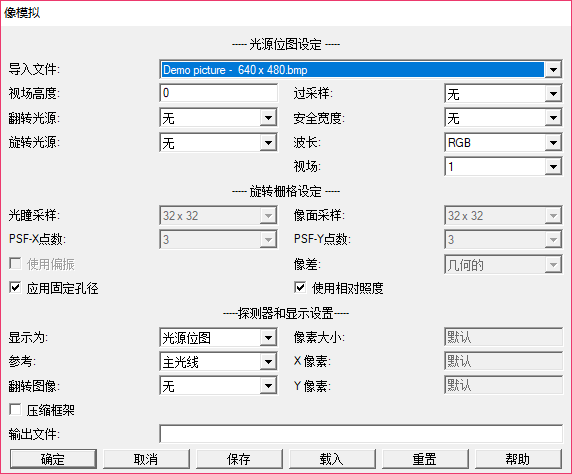 像模拟
----- 光源位图设定 -----
导入文件: Demo picture - 640 x 480.bmp
视场高度: 0 过采样: 无
翻转光源: 无 安全宽度: 无
旋转光源: 无 波长: RGB
视场: 1
----- 旋转栅格设定 -----
光瞳采样: 32 x 32 像面采样: 32 x 32
PSF-X点数: 3 PSF-Y点数: 3
使用偏振 像差: 几何的
应用固定孔径 使用相对照度
-----探测器和显示设置-----
显示为: 光源位图 像素大小: 默认
参考: 主光线 X 像素: 默认
翻转图像: 无 Y 像素: 默认
压缩框架
输出文件:
确定 取消 保存 载入 重置 帮助